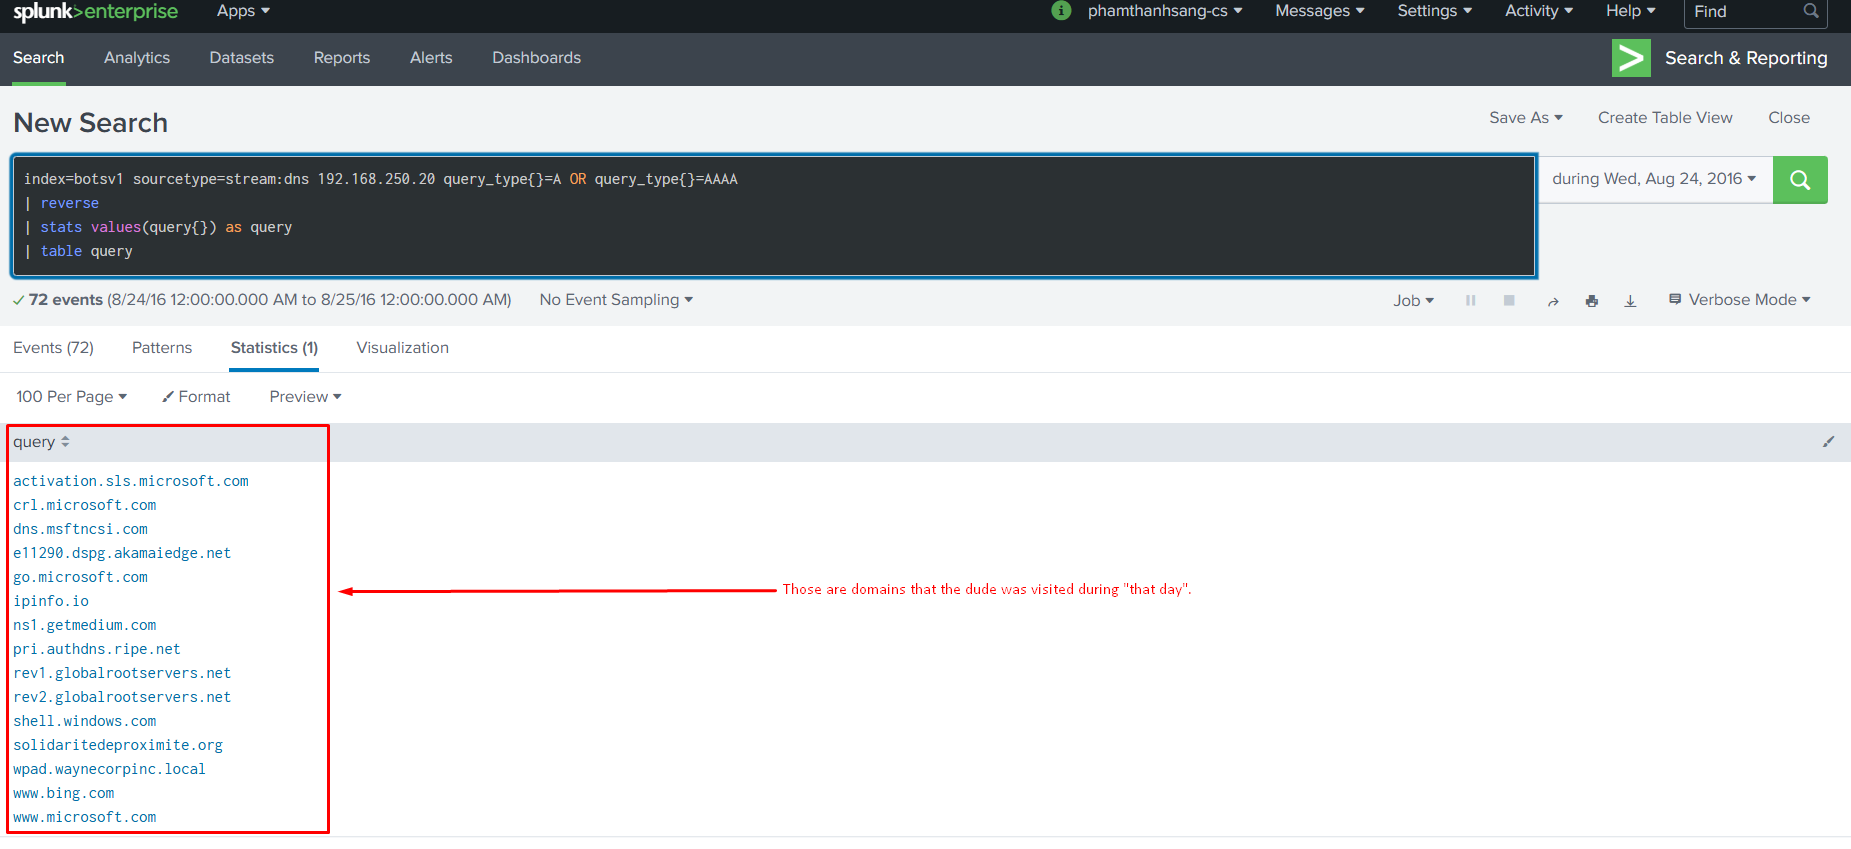 splunk>enterprise Apps i phamthanhsang-cs Messages Settings Activity Help Find
Search Analytics Datasets Reports Alerts Dashboards > Search & Reporting
New Search Save As Create Table View Close
index=botsv1 sourcetype=stream:dns 192.168.250.20 query_type{}=A OR query_type{}=AAAA during Wed, Aug 24, 2016
| reverse
| stats values(query{}) as query
| table query
✓ 72 events (8/24/16 12:00:00.000 AM to 8/25/16 12:00:00.000 AM) No Event Sampling Job Verbose Mode
Events (72) Patterns Statistics (1) Visualization
100 Per Page Format Preview
query
activation.sls.microsoft.com
crl.microsoft.com
dns.msftncsi.com
e11290.dspg.akamaiedge.net
go.microsoft.com
Those are domains that the dude was visited during "that day".
ipinfo.io
ns1.getmedium.com
pri.authdns.ripe.net
rev1.globalrootservers.net
rev2.globalrootservers.net
shell.windows.com
solidaritedeproximite.org
wpad.waynecorpinc.local
www.bing.com
www.microsoft.com